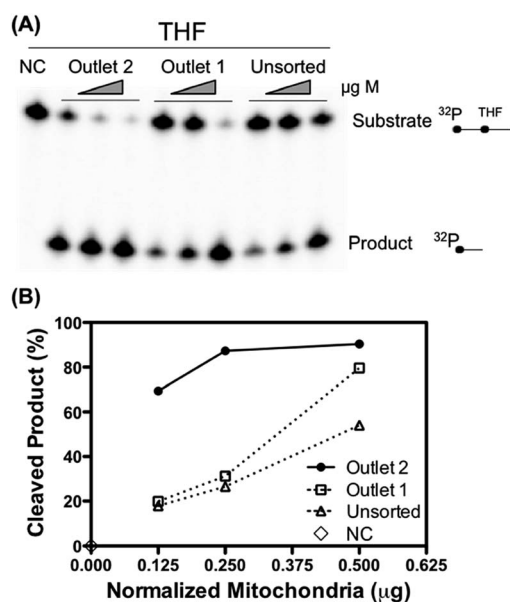 (A)
THF
NC Outlet 2 Outlet 1 Unsorted
µg M
Substrate ³²P THF
Product ³²P
(B)
100
80
60
40
20
0
Cleaved Product (%)
Outlet 2
Outlet 1
Unsorted
NC
0.000 0.125 0.250 0.375 0.500 0.625
Normalized Mitochondria (µg)